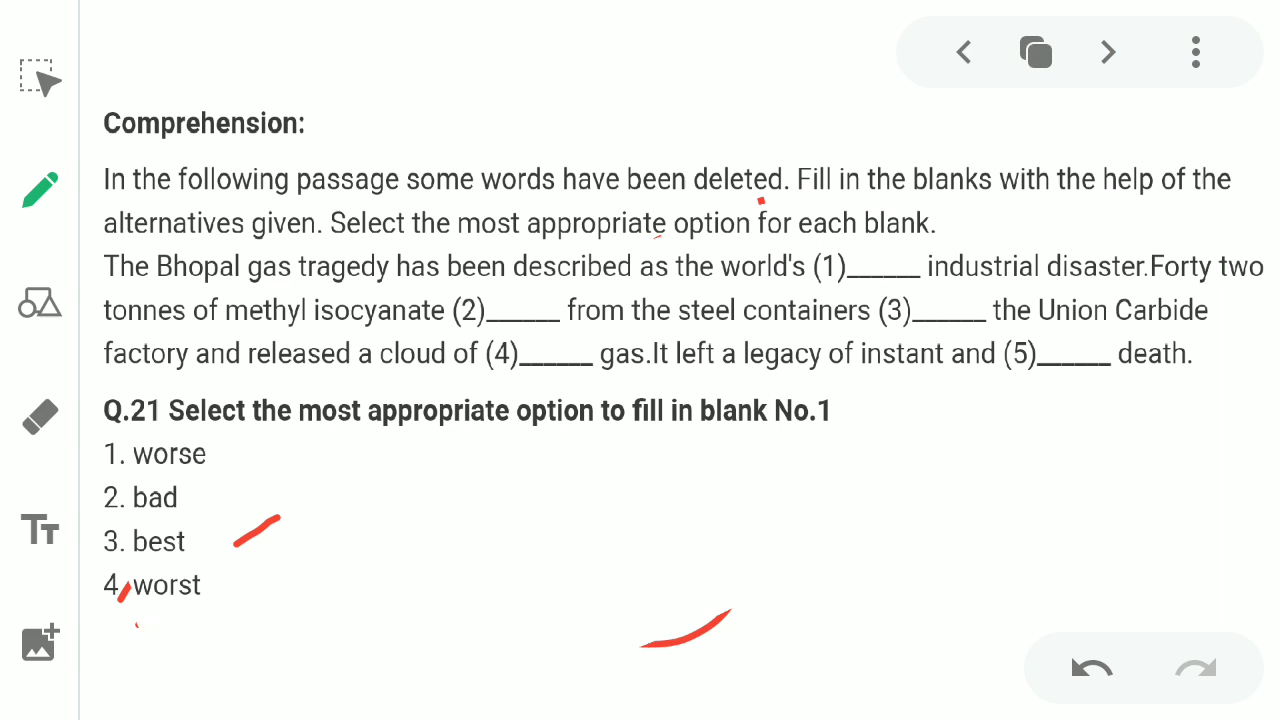 Comprehension:
In the following passage some words have been deleted. Fill in the blanks with the help of the
alternatives given. Select the most appropriate option for each blank.
The Bhopal gas tragedy has been described as the world's (1)______ industrial disaster.Forty two
tonnes of methyl isocyanate (2)______ from the steel containers (3)______ the Union Carbide
factory and released a cloud of (4)______ gas.It left a legacy of instant and (5)______ death.
Q.21 Select the most appropriate option to fill in blank No.1
1. worse
2. bad
3. best
4. worst